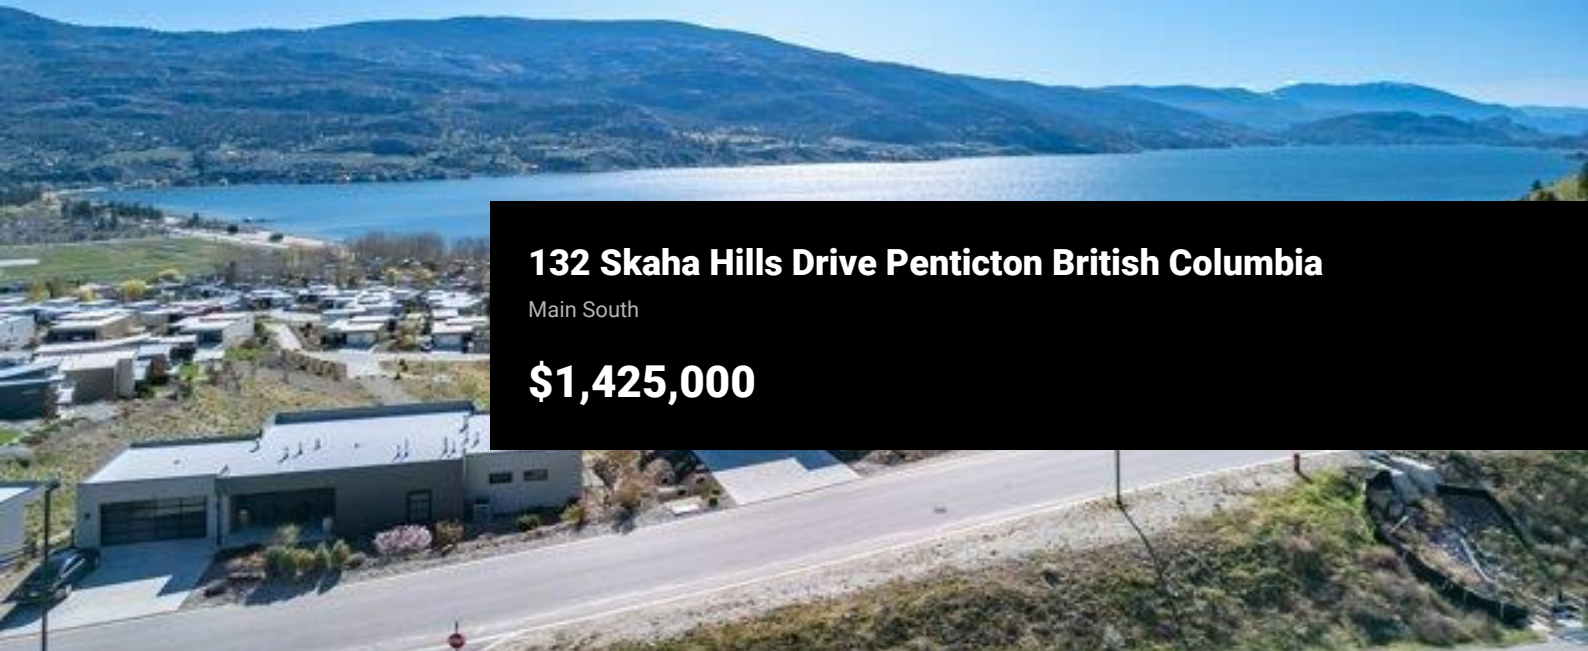 132 Skaha Hills Drive Penticton British Columbia
Main South
$1,425,000